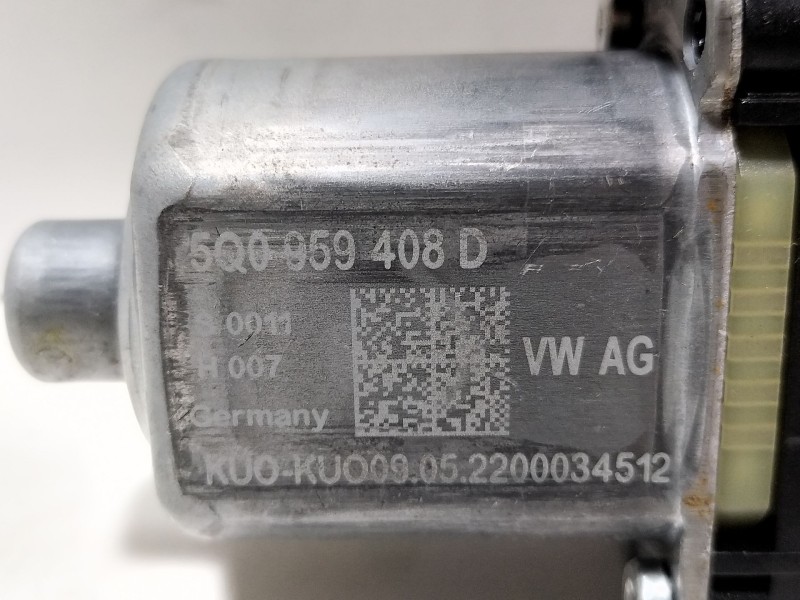 5Q0 959 408 D
S 0011
H 007
VW AG
Germany
KUO-KUO09.05.2200034512